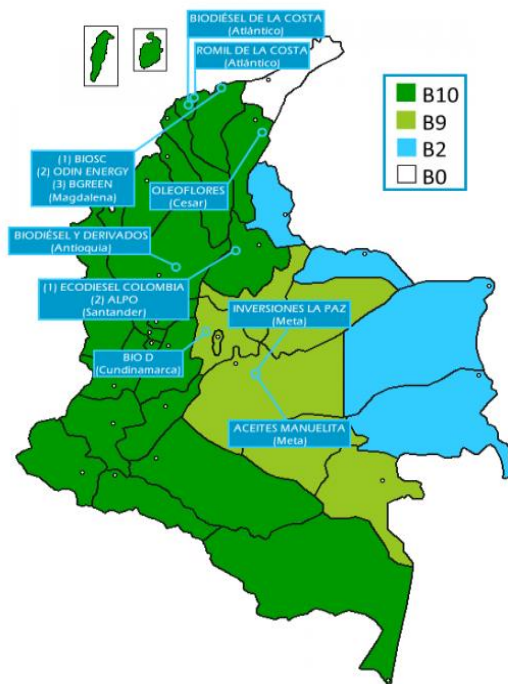 BIODIÉSEL DE LA COSTA
(Atlántico)
ROMIL DE LA COSTA
(Atlántico)
B10
B9
B2
B0
(1) BIOSC
(2) ODIN ENERGY
(3) BGREEN
(Magdalena)
OLEOFLORES
(Cesar)
BIODIÉSEL Y DERIVADOS
(Antioquia)
(1) ECODIESEL COLOMBIA
(2) ALPO
(Santander)
INVERSIONES LA PAZ
(Meta)
BIO D
(Cundinamarca)
ACEITES MANUELITA
(Meta)